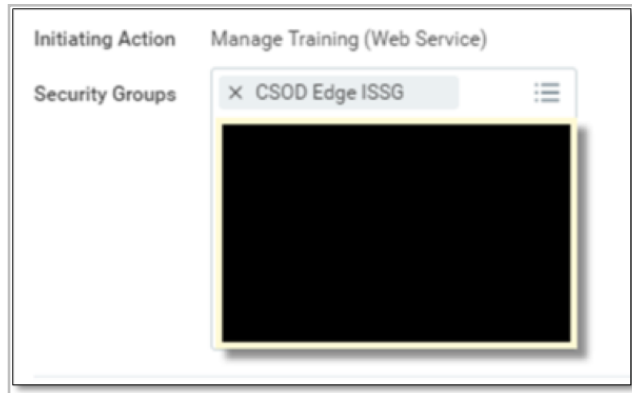 Initiating Action Manage Training (Web Service)
Security Groups × CSOD Edge ISSG